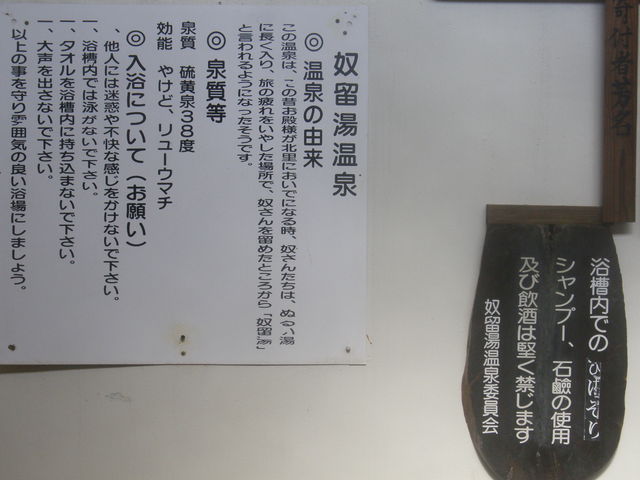 寄付者芳名
浴槽内での ひげそり
シャンプー、石鹼の使用
及び飲酒は堅く禁じます
奴留湯温泉委員会
奴留湯温泉
◎ 温泉の由来
この温泉は、この昔お殿様が北里においでになる時、奴さんたちは、ぬるい湯
に長く入り、旅の疲れをいやした場所で、奴さんを留めたところから「奴留湯」
と言われるようになったそうです。
◎ 泉質等
泉質 硫黄泉38度
効能 やけど、リューウマチ
◎ 入浴について(お願い)
、他人には迷惑や不快な感じをかけないで下さい。
一、浴槽内では泳がないで下さい。
一、タオルを浴槽内に持ち込まないで下さい。
一、大声を出さないで下さい。
以上の事を守り雰囲気の良い浴場にしましょう。